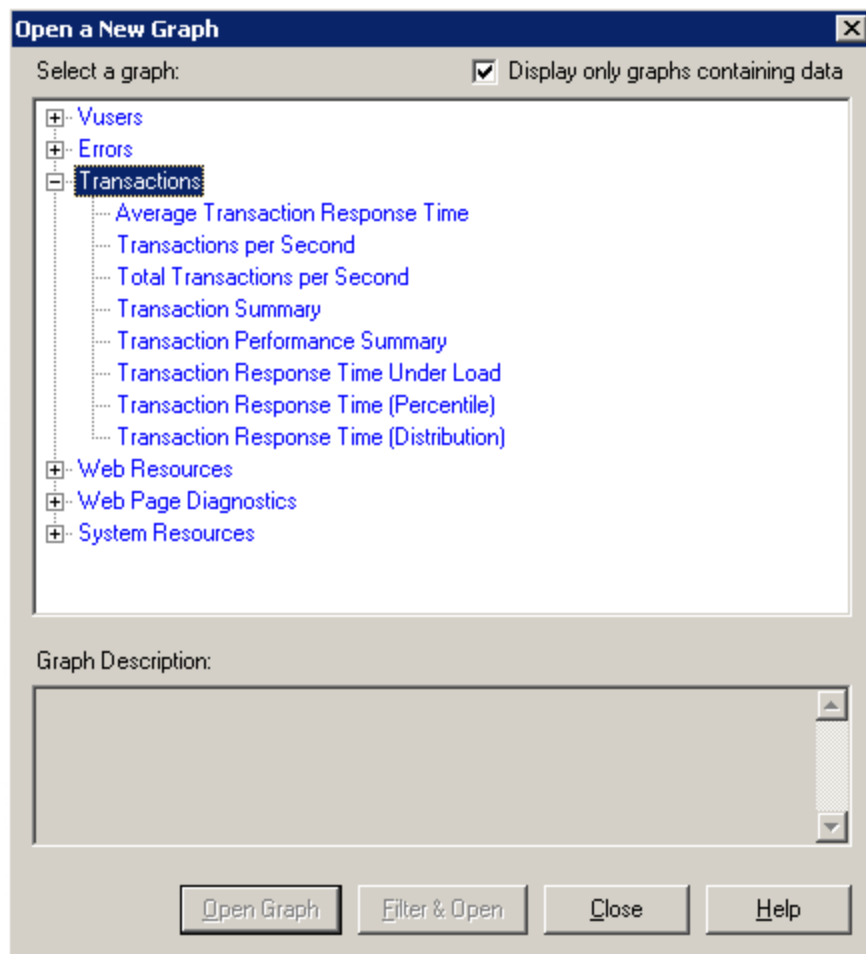 Open a New Graph
Select a graph: Display only graphs containing data
Vusers
Errors
Transactions
Average Transaction Response Time
Transactions per Second
Total Transactions per Second
Transaction Summary
Transaction Performance Summary
Transaction Response Time Under Load
Transaction Response Time (Percentile)
Transaction Response Time (Distribution)
Web Resources
Web Page Diagnostics
System Resources
Graph Description:
Open Graph Filter & Open Close Help